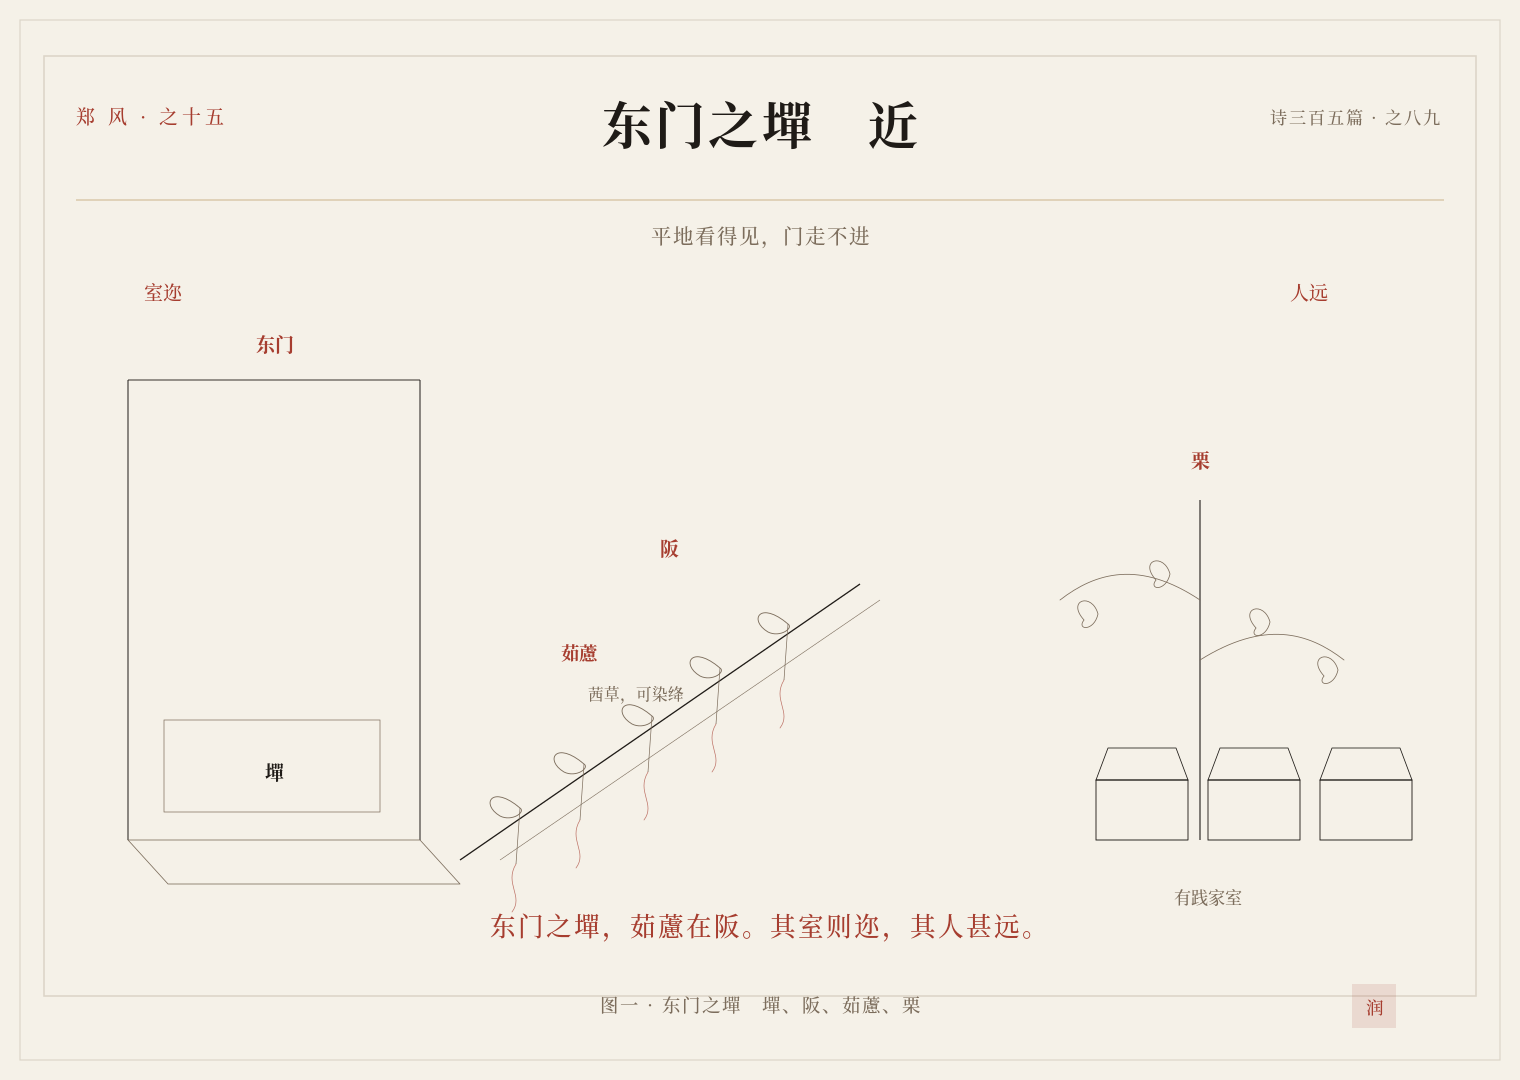 郑风·之十五
东门之墠　近
诗三百五篇·之八九
平地看得见，门走不进
室迩
人远
东门
栗
阪
茹藘
茜草，可染绛
墠
有践家室
东门之墠，茹藘在阪。其室则迩，其人甚远。
图一·东门之墠　墠、阪、茹藘、栗
润